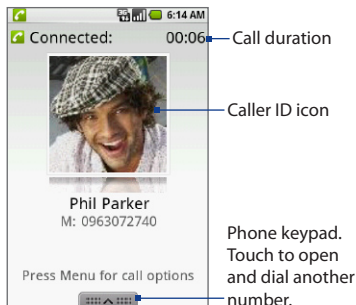 6:14 AM
Connected: 00:06
Call duration
Caller ID icon
Phil Parker
M: 0963072740
Press Menu for call options
Phone keypad.
Touch to open
and dial another
number.